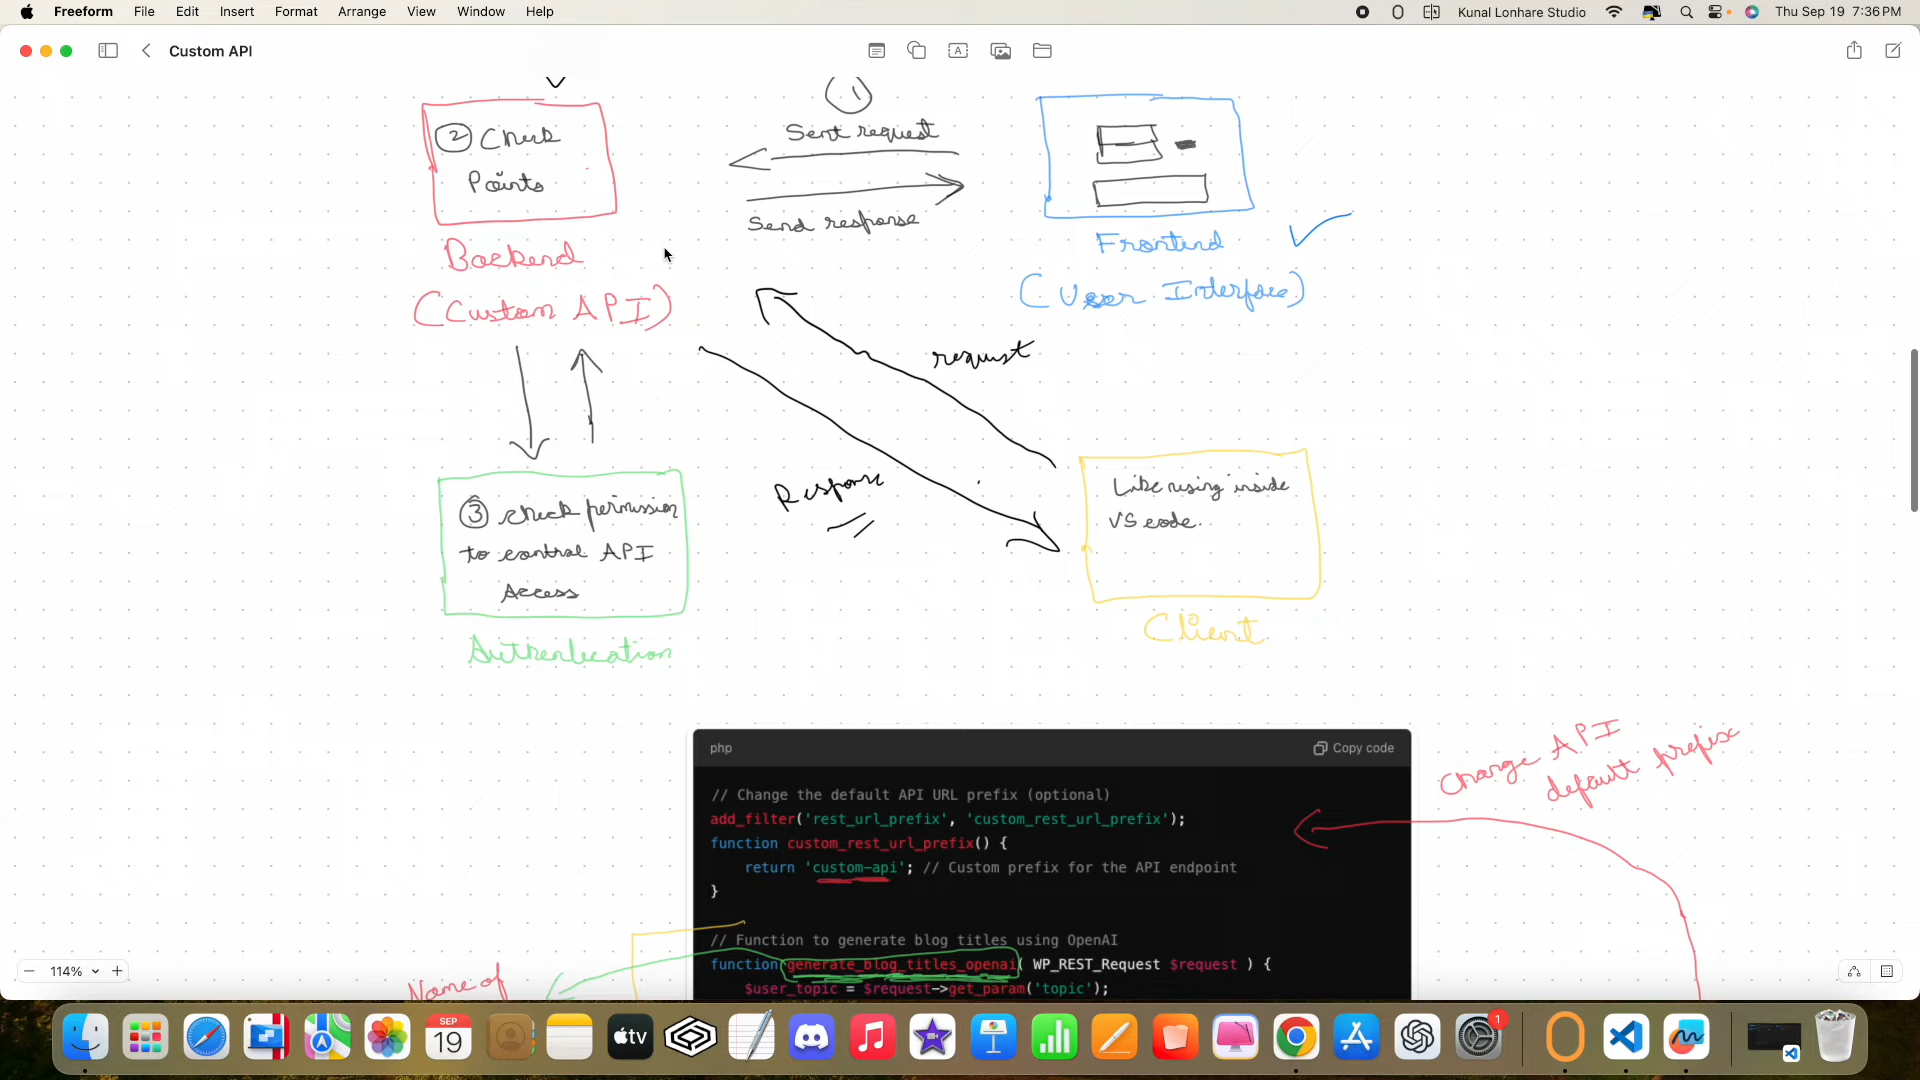 Freeform File Edit Insert Format Arrange View Window Help
Kunal Lonhare Studio Thu Sep 19 7:36 PM
Custom API
1
Sent request
Send response
2 Check
Points
Backend
(Custom API)
Frontend
(User Interface)
request
Response
3 check permission
to control API
Access
Authentication
Like using inside
VS code.
Client
Change API
default prefix
php
Copy code
// Change the default API URL prefix (optional)
add_filter('rest_url_prefix', 'custom_rest_url_prefix');
function custom_rest_url_prefix() {
return 'custom-api'; // Custom prefix for the API endpoint
}
// Function to generate blog titles using OpenAI
function generate_blog_titles_openai( WP_REST_Request $request ) {
$user_topic = $request->get_param('topic');
Name of
114%
SEP
19
tv
1